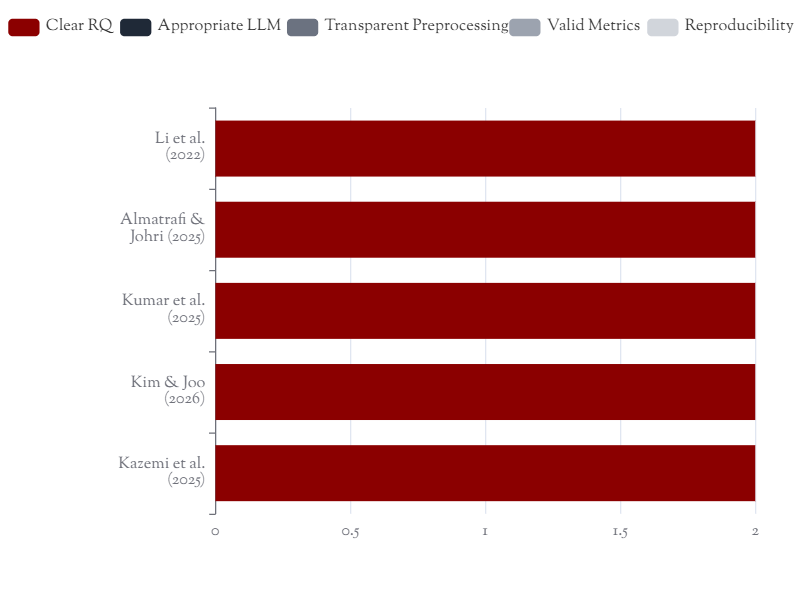 Clear RQ Appropriate LLM Transparent Preprocessing Valid Metrics Reproducibility
Li et al.
(2022)
Almatrafi &
Johri (2025)
Kumar et al.
(2025)
Kim & Joo
(2026)
Kazemi et al.
(2025)
0 0.5 1 1.5 2